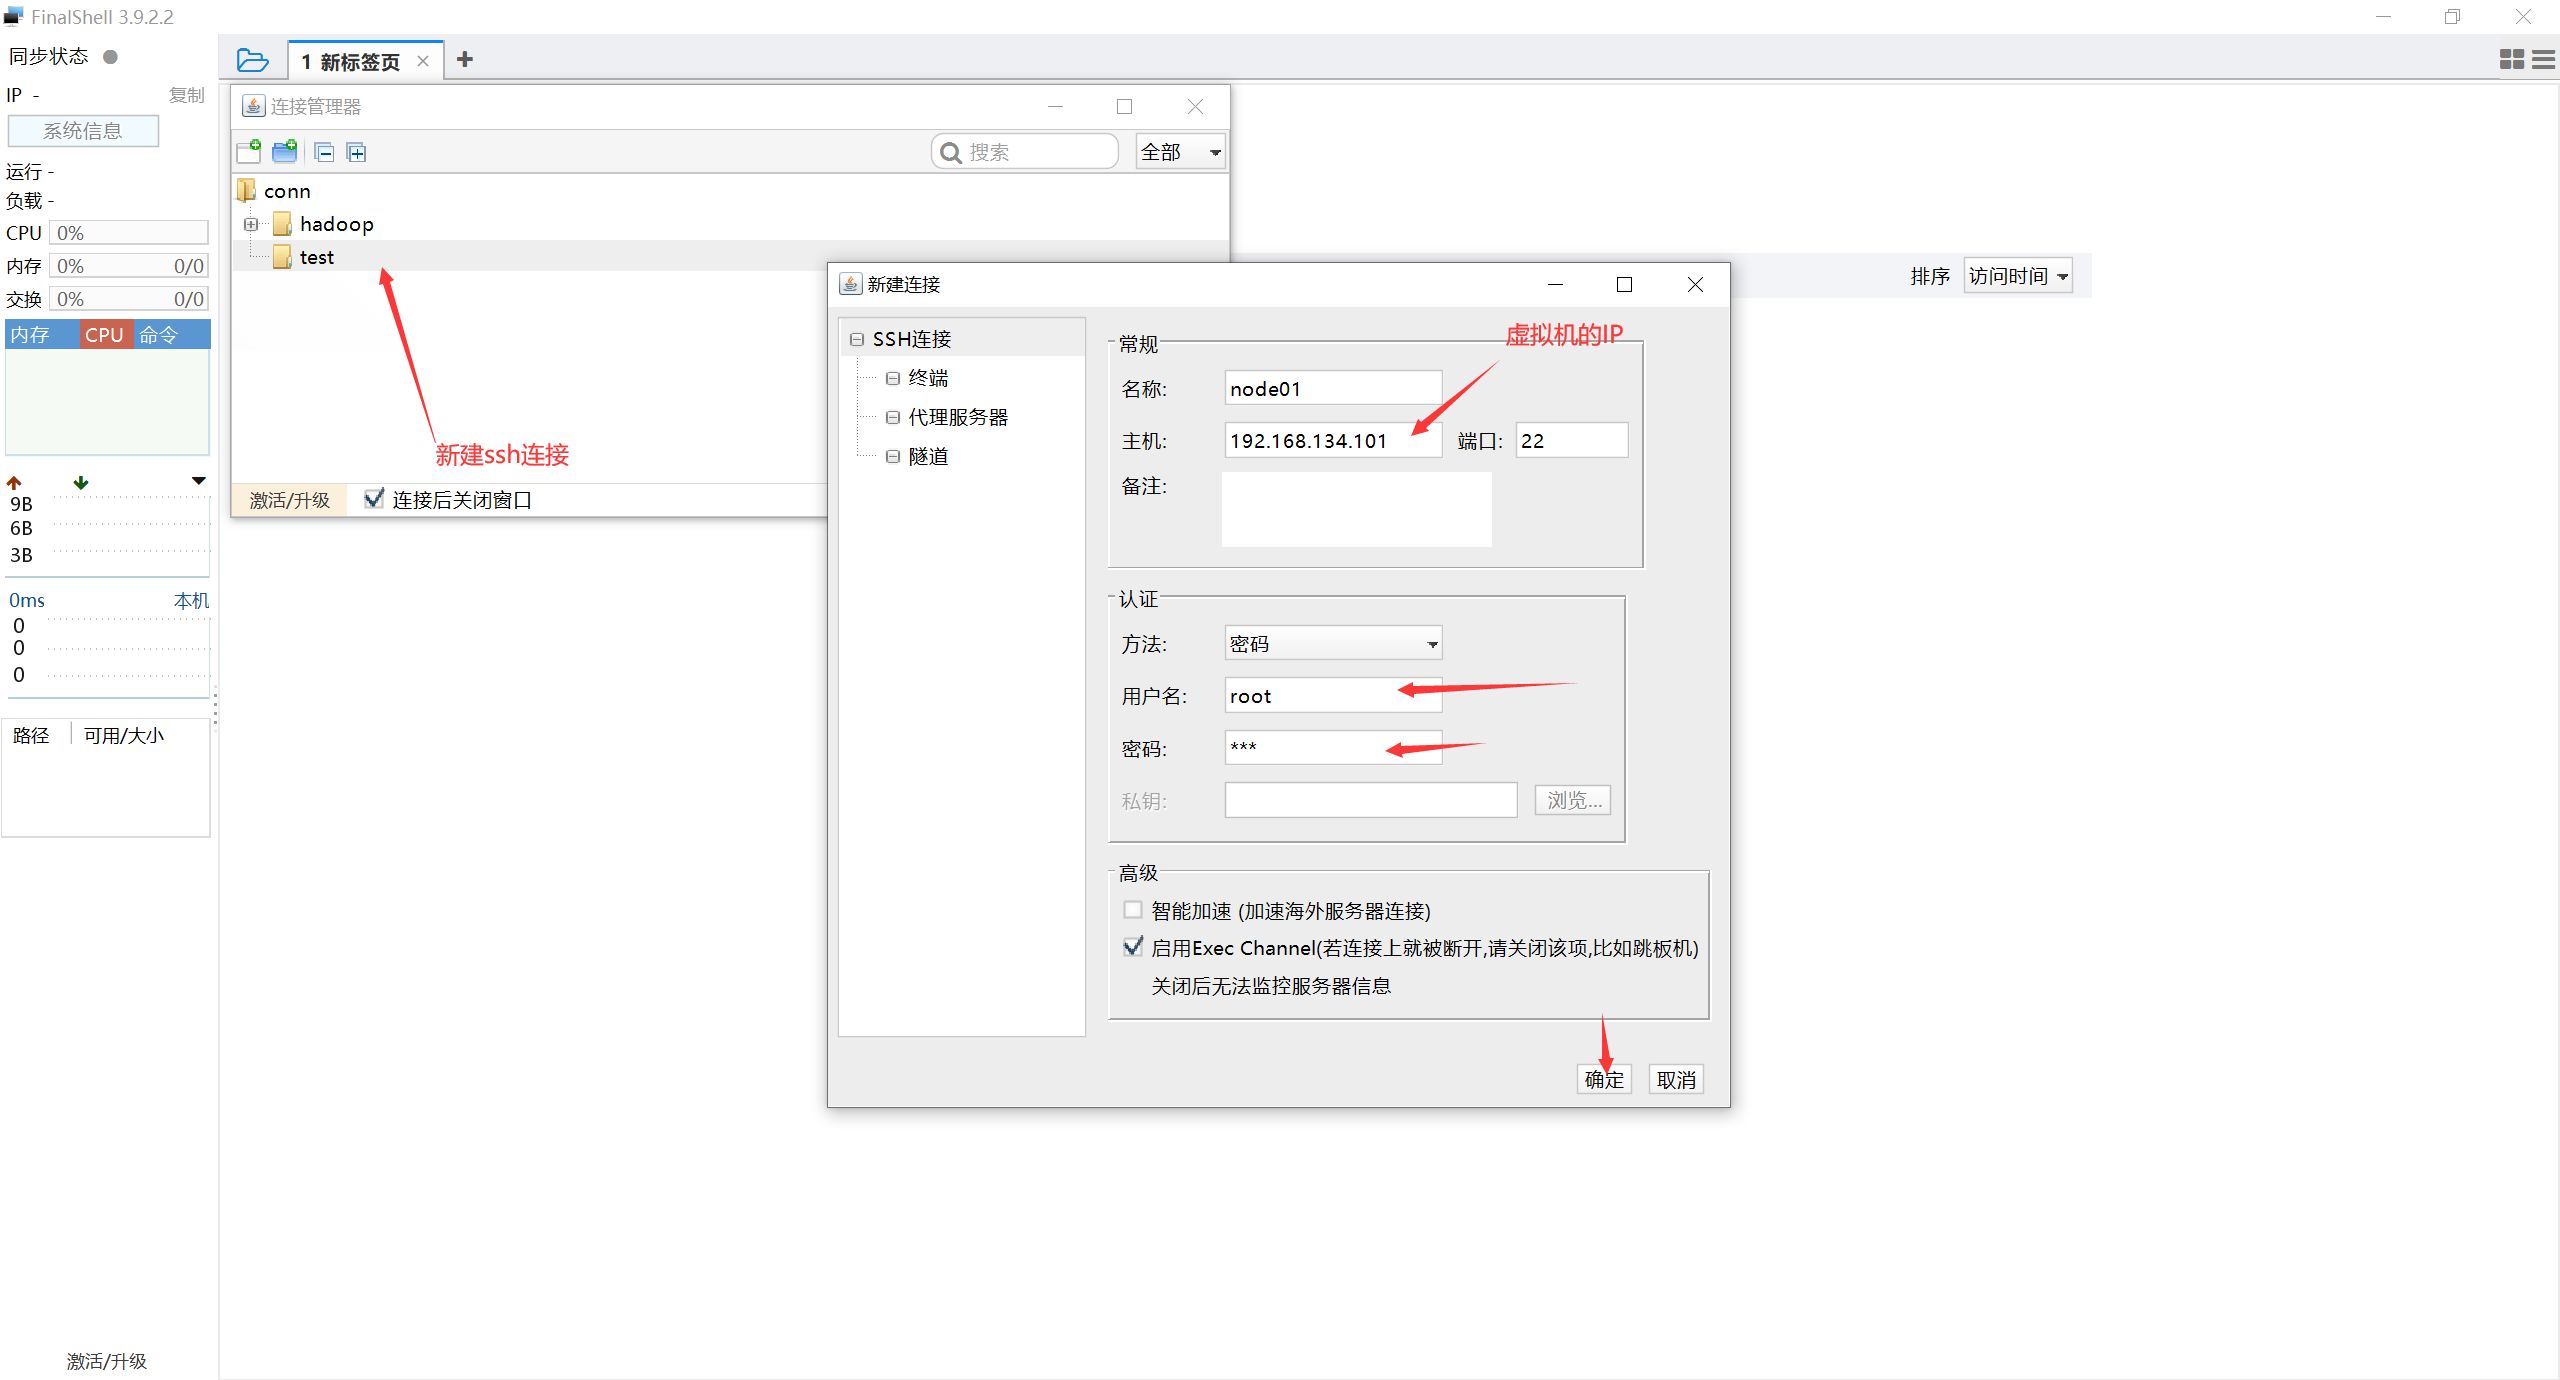 FinalShell 3.9.2.2
同步状态
IP -
复制
系统信息
运行 -
负载 -
CPU 0%
内存 0% 0/0
交换 0% 0/0
内存 CPU 命令
9B
6B
3B
0ms 本机
0
0
0
路径 可用/大小
激活/升级
1 新标签页
连接管理器
搜索
全部
conn
hadoop
test
新建ssh连接
激活/升级
连接后关闭窗口
排序 访问时间
新建连接
SSH连接
终端
代理服务器
隧道
虚拟机的IP
常规
名称: node01
主机: 192.168.134.101 端口: 22
备注:
认证
方法: 密码
用户名: root
密码: ***
私钥: 浏览...
高级
智能加速 (加速海外服务器连接)
启用Exec Channel(若连接上就被断开,请关闭该项,比如跳板机)
关闭后无法监控服务器信息
确定 取消